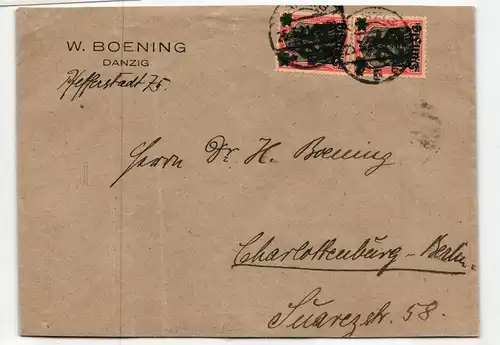 W. BOENING
DANZIG
Pfefferstadt 75.
Herrn Dr. H. Boening
Charlottenburg - Berlin.
Suarezstr. 58.